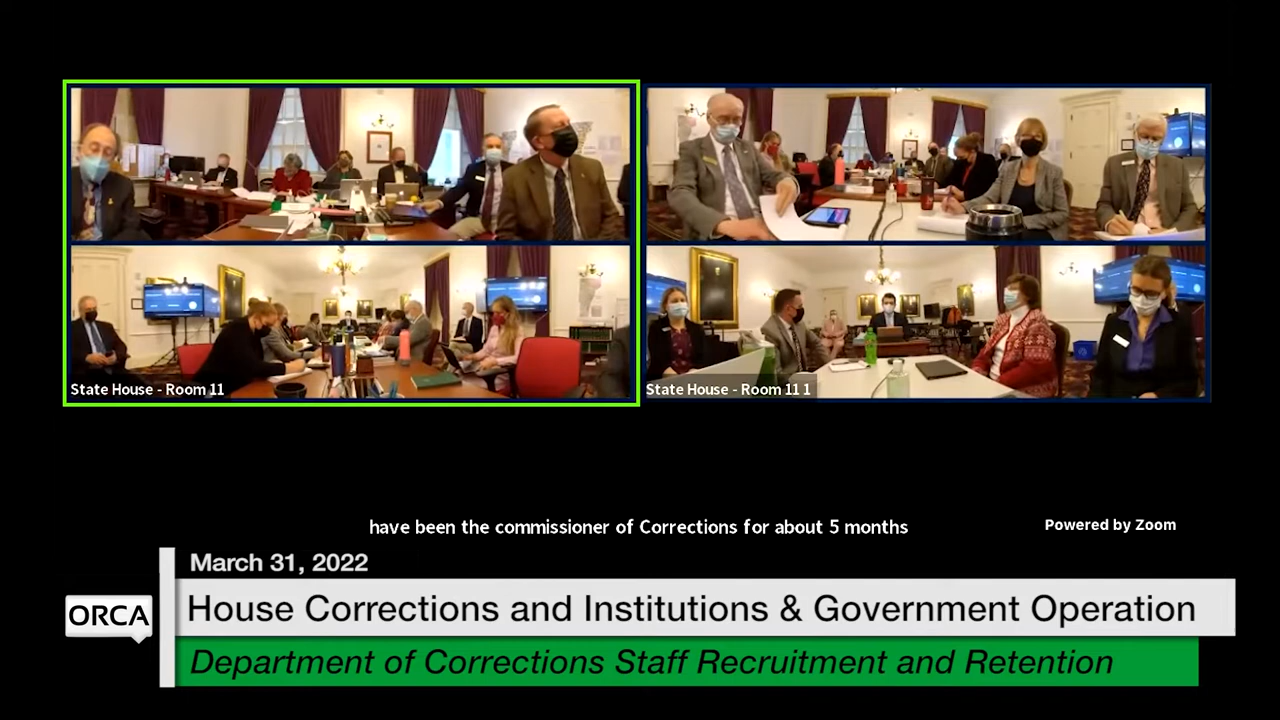 State House - Room 11
State House - Room 11 1
have been the commissioner of Corrections for about 5 months
Powered by Zoom
March 31, 2022
ORCA
House Corrections and Institutions & Government Operation
Department of Corrections Staff Recruitment and Retention